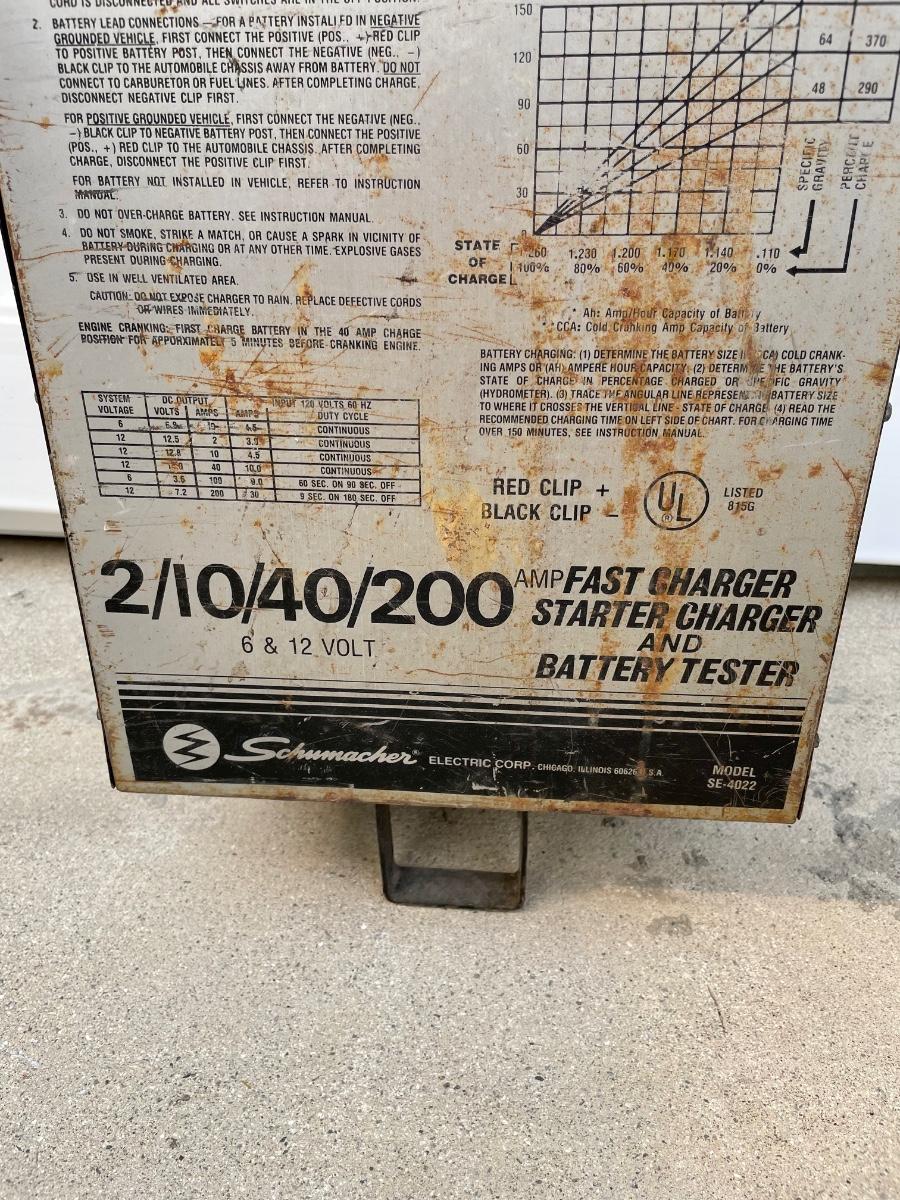 CORD IS DISCONNECTED AND ALL SWITCHES ARE IN THE OFF POSITION.
2. BATTERY LEAD CONNECTIONS — FOR A BATTERY INSTALLED IN NEGATIVE
GROUNDED VEHICLE, FIRST CONNECT THE POSITIVE (POS., +) RED CLIP
TO POSITIVE BATTERY POST, THEN CONNECT THE NEGATIVE (NEG., –)
BLACK CLIP TO THE AUTOMOBILE CHASSIS AWAY FROM BATTERY. DO NOT
CONNECT TO CARBURETOR OR FUEL LINES. AFTER COMPLETING CHARGE,
DISCONNECT NEGATIVE CLIP FIRST.
FOR POSITIVE GROUNDED VEHICLE, FIRST CONNECT THE NEGATIVE (NEG.,
–) BLACK CLIP TO NEGATIVE BATTERY POST, THEN CONNECT THE POSITIVE
(POS., +) RED CLIP TO THE AUTOMOBILE CHASSIS. AFTER COMPLETING
CHARGE, DISCONNECT THE POSITIVE CLIP FIRST.
FOR BATTERY NOT INSTALLED IN VEHICLE, REFER TO INSTRUCTION
MANUAL.
3. DO NOT OVER-CHARGE BATTERY. SEE INSTRUCTION MANUAL.
4. DO NOT SMOKE, STRIKE A MATCH, OR CAUSE A SPARK IN VICINITY OF
BATTERY DURING CHARGING OR AT ANY OTHER TIME. EXPLOSIVE GASES
PRESENT DURING CHARGING.
5. USE IN WELL VENTILATED AREA.
CAUTION: DO NOT EXPOSE CHARGER TO RAIN. REPLACE DEFECTIVE CORDS
OR WIRES IMMEDIATELY.
ENGINE CRANKING: FIRST CHARGE BATTERY IN THE 40 AMP CHARGE
POSITION FOR APPORXIMATELY 5 MINUTES BEFORE CRANKING ENGINE.
SYSTEM VOLTAGE DC OUTPUT INPUT 120 VOLTS 60 HZ
VOLTS AMPS AMPS DUTY CYCLE
6 CONTINUOUS
12 12.5 2 CONTINUOUS
12 12.8 10 4.5 CONTINUOUS
12 40 10.0 CONTINUOUS
6 3.6 100 9.0 60 SEC. ON 90 SEC. OFF
12 7.2 200 30 9 SEC. ON 180 SEC. OFF
150
120
90
60
30
0
64 370
48 290
SPECIFIC GRAVITY
PERCENT CHARGE
STATE OF CHARGE
1.260 1.230 1.200 1.170 1.140 .110
100% 80% 60% 40% 20% 0%
* Ah: Amp/Hour Capacity of Battery
**CCA: Cold Cranking Amp Capacity of Battery
BATTERY CHARGING: (1) DETERMINE THE BATTERY SIZE IN (CCA) COLD CRANK-
ING AMPS OR (AH) AMPERE HOUR CAPACITY. (2) DETERMINE THE BATTERY'S
STATE OF CHARGE IN PERCENTAGE CHARGED OR SPECIFIC GRAVITY
(HYDROMETER). (3) TRACE THE ANGULAR LINE REPRESENTING BATTERY SIZE
TO WHERE IT CROSSES THE VERTICAL LINE - STATE OF CHARGE. (4) READ THE
RECOMMENDED CHARGING TIME ON LEFT SIDE OF CHART. FOR CHARGING TIME
OVER 150 MINUTES, SEE INSTRUCTION MANUAL.
RED CLIP +
BLACK CLIP –
UL ®
LISTED
815G
2/10/40/200 AMP
6 & 12 VOLT
FAST CHARGER
STARTER CHARGER
AND
BATTERY TESTER
Schumacher® ELECTRIC CORP. CHICAGO, ILLINOIS 60626 U.S.A.
MODEL
SE-4022